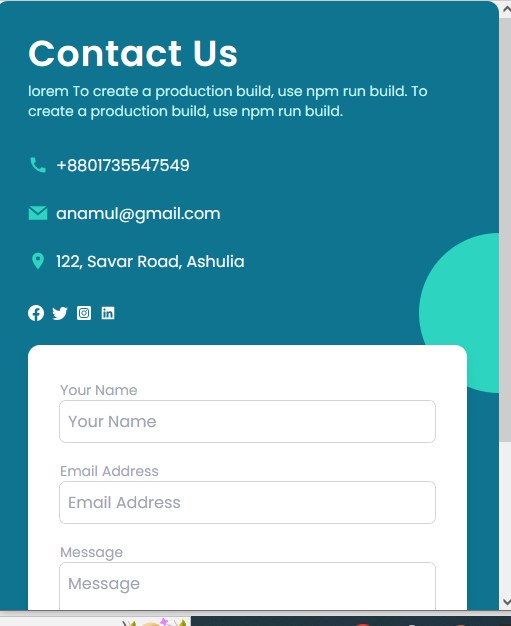 Contact Us
lorem To create a production build, use npm run build. To
create a production build, use npm run build.
+8801735547549
anamul@gmail.com
122, Savar Road, Ashulia
Your Name
Your Name
Email Address
Email Address
Message
Message